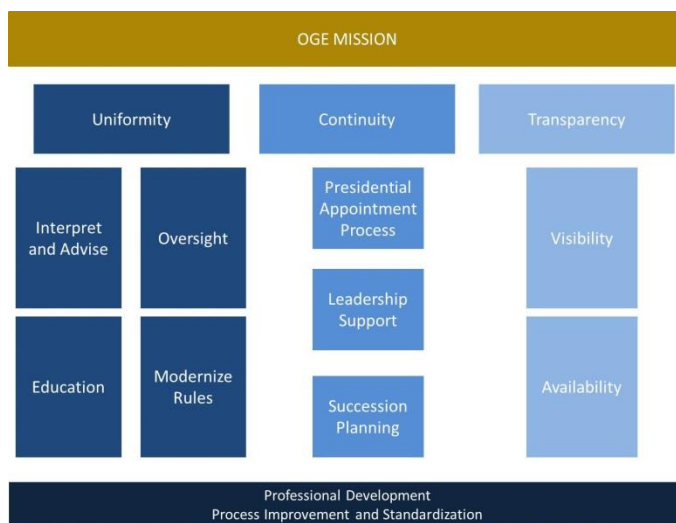 OGE MISSION
Uniformity
Continuity
Transparency
Interpret
and Advise
Oversight
Education
Modernize
Rules
Presidential
Appointment
Process
Leadership
Support
Succession
Planning
Visibility
Availability
Professional Development
Process Improvement and Standardization